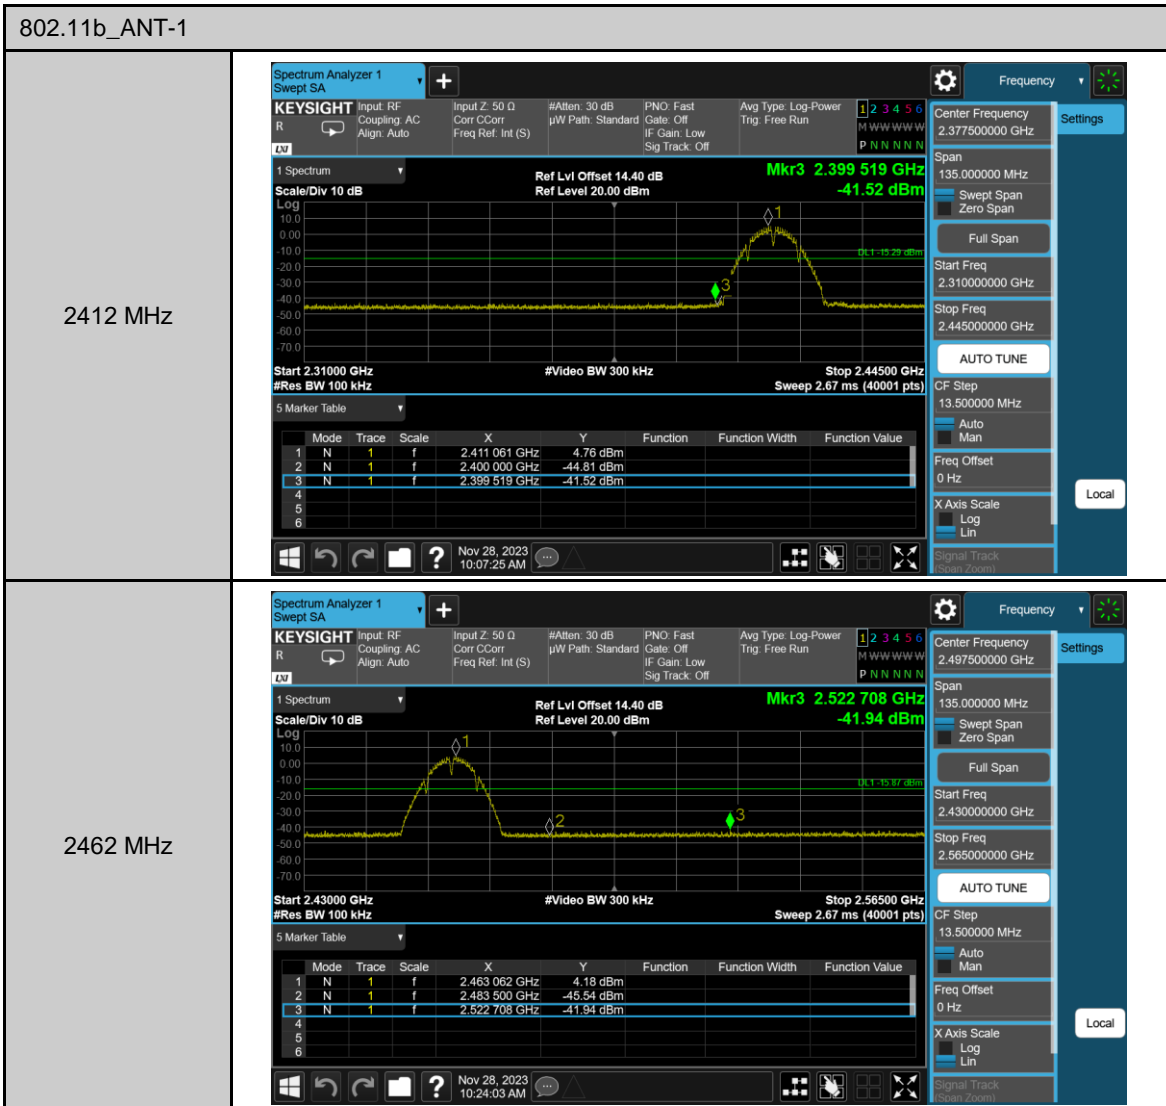 802.11b_ANT-1
2412 MHz
Spectrum Analyzer 1
Swept SA
Frequency
KEYSIGHT
R
LXI
Input: RF
Coupling: AC
Align: Auto
Input Z: 50 Ω
Corr CCorr
Freq Ref: Int (S)
#Atten: 30 dB
µW Path: Standard
PNO: Fast
Gate: Off
IF Gain: Low
Sig Track: Off
Avg Type: Log-Power
Trig: Free Run
1 2 3 4 5 6
M W W W W W
P N N N N N
1 Spectrum
Scale/Div 10 dB
Ref Lvl Offset 14.40 dB
Ref Level 20.00 dBm
Mkr3 2.399 519 GHz
-41.52 dBm
Log
10.0
0.00
-10.0
-20.0
-30.0
-40.0
-50.0
-60.0
-70.0
1
3
DL1 -15.29 dBm
Start 2.31000 GHz
#Res BW 100 kHz
#Video BW 300 kHz
Stop 2.44500 GHz
Sweep 2.67 ms (40001 pts)
5 Marker Table
Mode Trace Scale X Y Function Function Width Function Value
1 N 1 f 2.411 061 GHz 4.76 dBm
2 N 1 f 2.400 000 GHz -44.81 dBm
3 N 1 f 2.399 519 GHz -41.52 dBm
4
5
6
Nov 28, 2023
10:07:25 AM
Center Frequency
2.377500000 GHz
Span
135.000000 MHz
Swept Span
Zero Span
Full Span
Start Freq
2.310000000 GHz
Stop Freq
2.445000000 GHz
AUTO TUNE
CF Step
13.500000 MHz
Auto
Man
Freq Offset
0 Hz
X Axis Scale
Log
Lin
Signal Track
(Span Zoom)
Settings
Local
2462 MHz
Spectrum Analyzer 1
Swept SA
Frequency
KEYSIGHT
R
LXI
Input: RF
Coupling: AC
Align: Auto
Input Z: 50 Ω
Corr CCorr
Freq Ref: Int (S)
#Atten: 30 dB
µW Path: Standard
PNO: Fast
Gate: Off
IF Gain: Low
Sig Track: Off
Avg Type: Log-Power
Trig: Free Run
1 2 3 4 5 6
M W W W W W
P N N N N N
1 Spectrum
Scale/Div 10 dB
Ref Lvl Offset 14.40 dB
Ref Level 20.00 dBm
Mkr3 2.522 708 GHz
-41.94 dBm
Log
10.0
0.00
-10.0
-20.0
-30.0
-40.0
-50.0
-60.0
-70.0
1
2
3
DL1 -15.87 dBm
Start 2.43000 GHz
#Res BW 100 kHz
#Video BW 300 kHz
Stop 2.56500 GHz
Sweep 2.67 ms (40001 pts)
5 Marker Table
Mode Trace Scale X Y Function Function Width Function Value
1 N 1 f 2.463 062 GHz 4.18 dBm
2 N 1 f 2.483 500 GHz -45.54 dBm
3 N 1 f 2.522 708 GHz -41.94 dBm
4
5
6
Nov 28, 2023
10:24:03 AM
Center Frequency
2.497500000 GHz
Span
135.000000 MHz
Swept Span
Zero Span
Full Span
Start Freq
2.430000000 GHz
Stop Freq
2.565000000 GHz
AUTO TUNE
CF Step
13.500000 MHz
Auto
Man
Freq Offset
0 Hz
X Axis Scale
Log
Lin
Signal Track
(Span Zoom)
Settings
Local